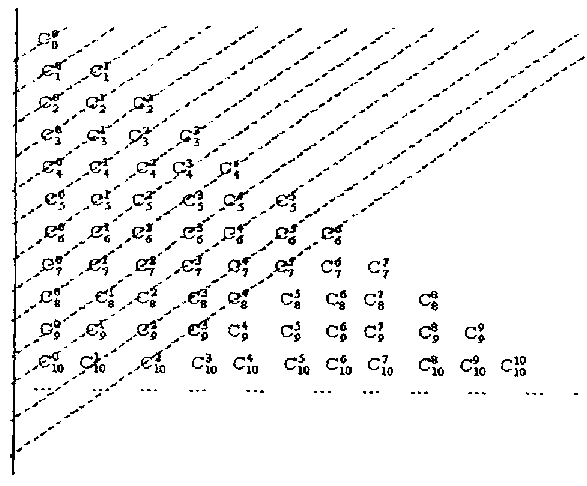 C₀⁰
C₁⁰ C₁¹
C₂⁰ C₂¹ C₂²
C₃⁰ C₃¹ C₃² C₃³
C₄⁰ C₄¹ C₄² C₄³ C₄⁴
C₅⁰ C₅¹ C₅² C₅³ C₅⁴ C₅⁵
C₆⁰ C₆¹ C₆² C₆³ C₆⁴ C₆⁵ C₆⁶
C₇⁰ C₇¹ C₇² C₇³ C₇⁴ C₇⁵ C₇⁶ C₇⁷
C₈⁰ C₈¹ C₈² C₈³ C₈⁴ C₈⁵ C₈⁶ C₈⁷ C₈⁸
C₉⁰ C₉¹ C₉² C₉³ C₉⁴ C₉⁵ C₉⁶ C₉⁷ C₉⁸ C₉⁹
C₁₀⁰ C₁₀¹ C₁₀² C₁₀³ C₁₀⁴ C₁₀⁵ C₁₀⁶ C₁₀⁷ C₁₀⁸ C₁₀⁹ C₁₀¹⁰